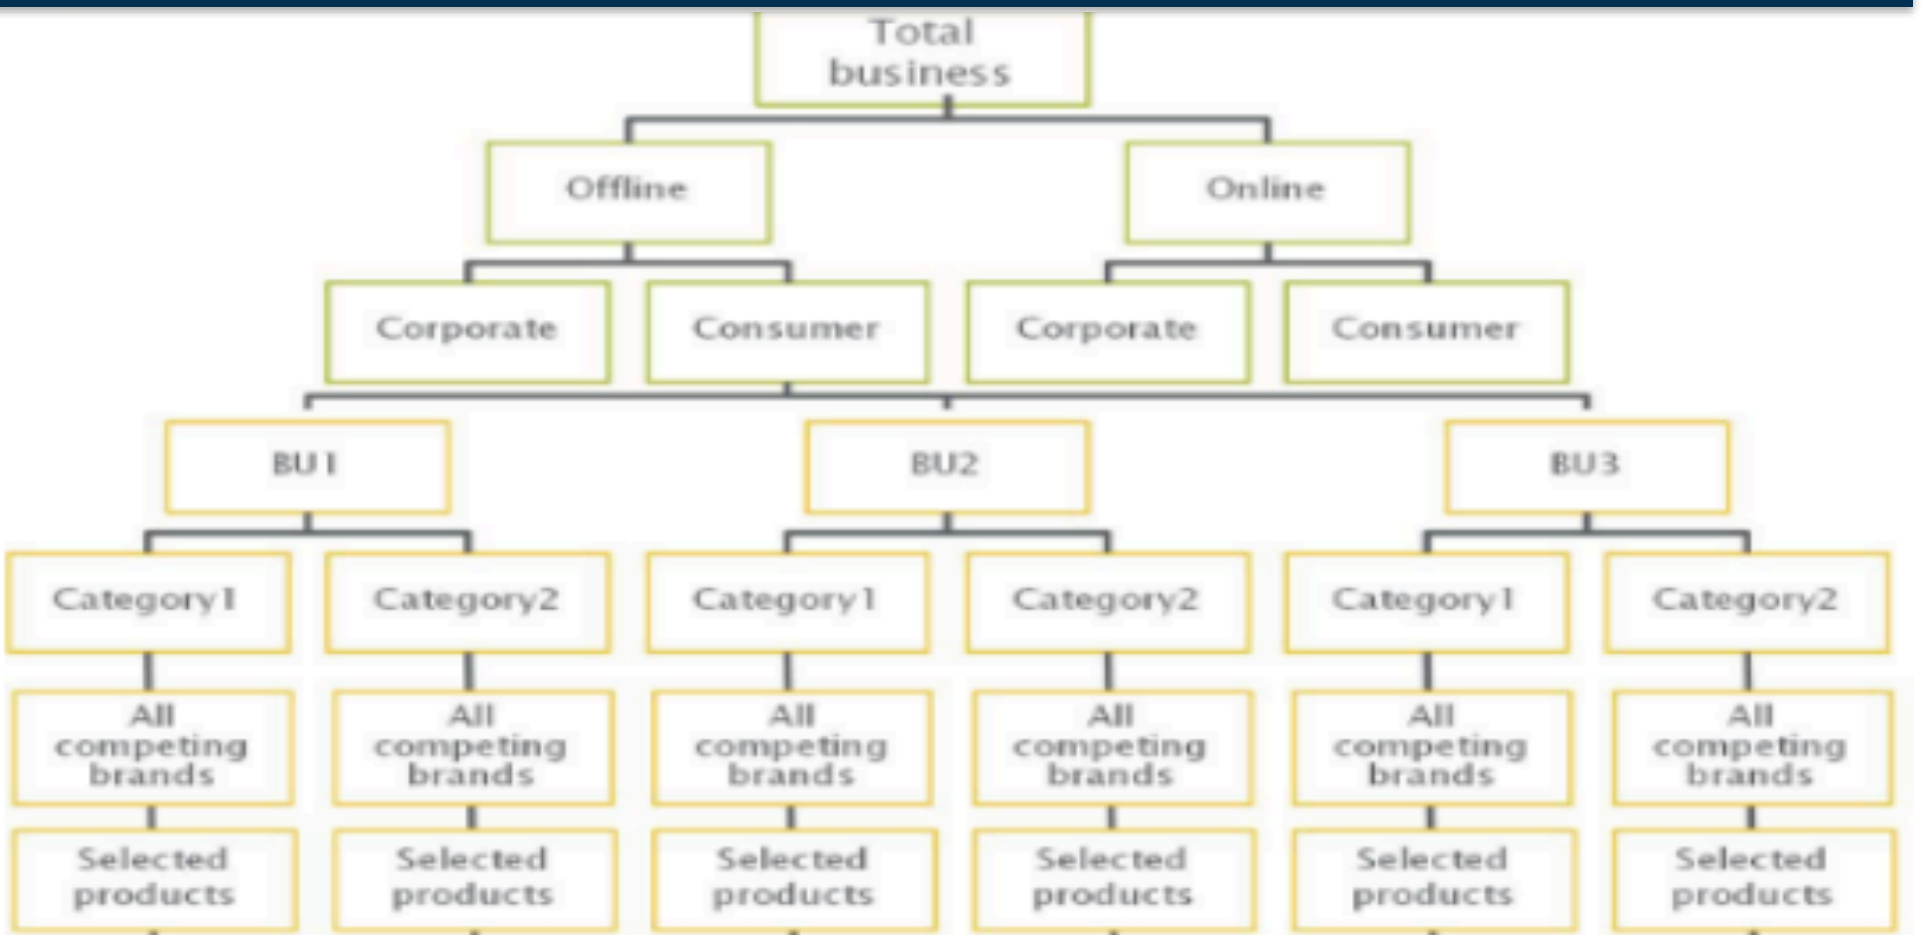 Total
business
Offline
Online
Corporate
Consumer
Corporate
Consumer
BU1
BU2
BU3
Category1
Category2
Category1
Category2
Category1
Category2
All
competing
brands
All
competing
brands
All
competing
brands
All
competing
brands
All
competing
brands
All
competing
brands
Selected
products
Selected
products
Selected
products
Selected
products
Selected
products
Selected
products